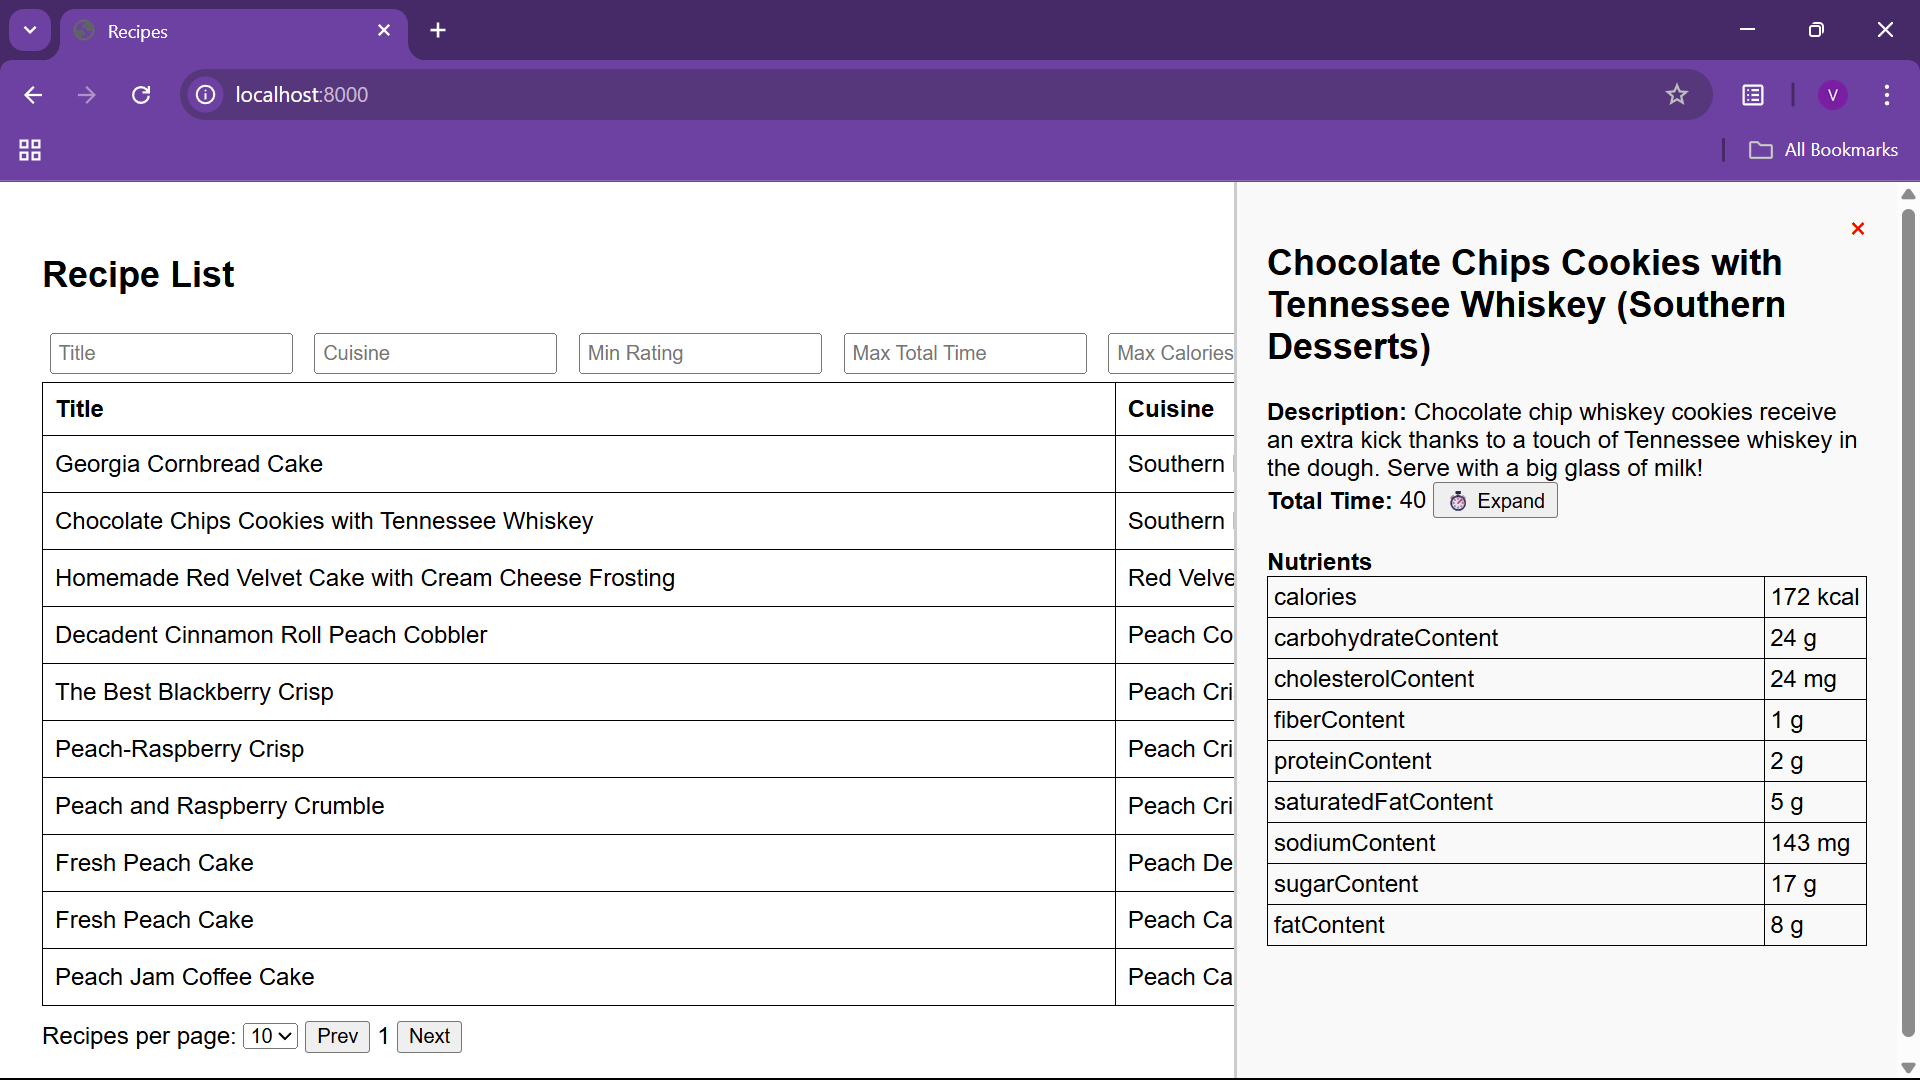 Recipes
localhost:8000
V
All Bookmarks
Recipe List
Title
Cuisine
Min Rating
Max Total Time
Max Calories
Title Cuisine
Georgia Cornbread Cake Southern
Chocolate Chips Cookies with Tennessee Whiskey Southern
Homemade Red Velvet Cake with Cream Cheese Frosting Red Velve
Decadent Cinnamon Roll Peach Cobbler Peach Co
The Best Blackberry Crisp Peach Cri
Peach-Raspberry Crisp Peach Cri
Peach and Raspberry Crumble Peach Cri
Fresh Peach Cake Peach De
Fresh Peach Cake Peach Ca
Peach Jam Coffee Cake Peach Ca
Recipes per page: 10 Prev 1 Next
×
Chocolate Chips Cookies with
Tennessee Whiskey (Southern
Desserts)
Description: Chocolate chip whiskey cookies receive
an extra kick thanks to a touch of Tennessee whiskey in
the dough. Serve with a big glass of milk!
Total Time: 40 Expand
Nutrients
calories 172 kcal
carbohydrateContent 24 g
cholesterolContent 24 mg
fiberContent 1 g
proteinContent 2 g
saturatedFatContent 5 g
sodiumContent 143 mg
sugarContent 17 g
fatContent 8 g